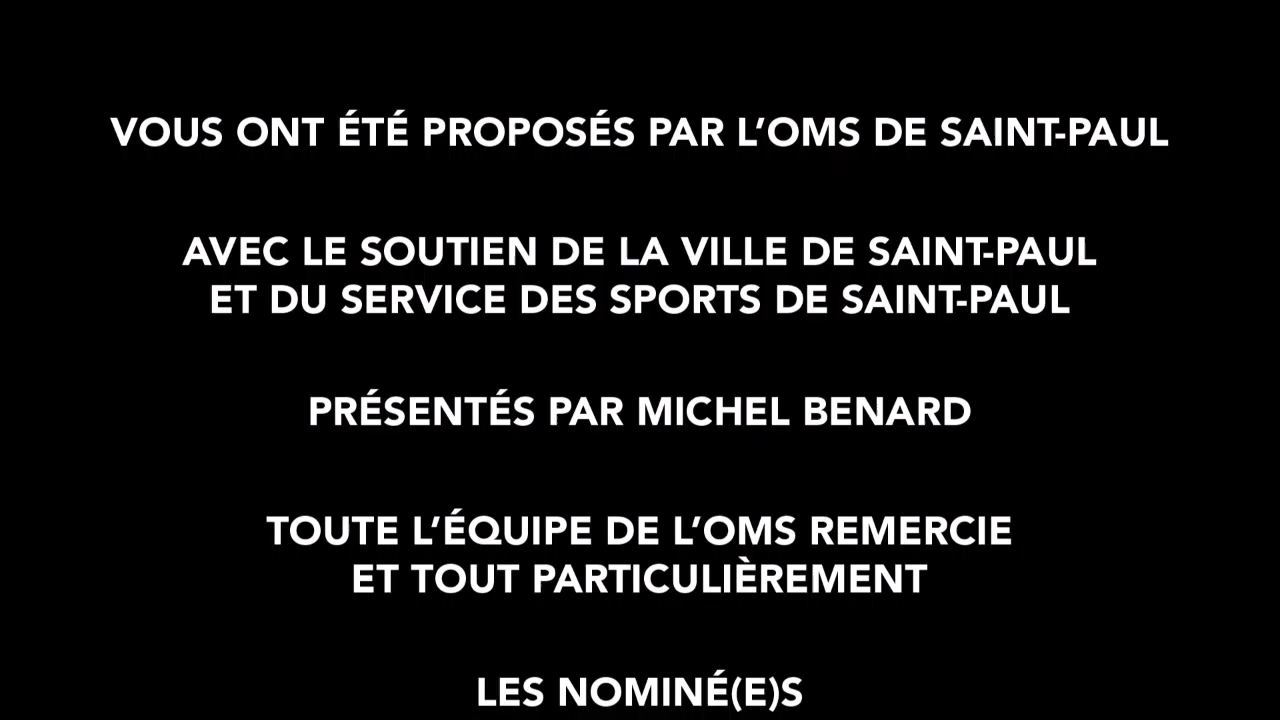 VOUS ONT ÉTÉ PROPOSÉS PAR L’OMS DE SAINT-PAUL
AVEC LE SOUTIEN DE LA VILLE DE SAINT-PAUL
ET DU SERVICE DES SPORTS DE SAINT-PAUL
PRÉSENTÉS PAR MICHEL BENARD
TOUTE L’ÉQUIPE DE L’OMS REMERCIE
ET TOUT PARTICULIÈREMENT
LES NOMINÉ(E)S